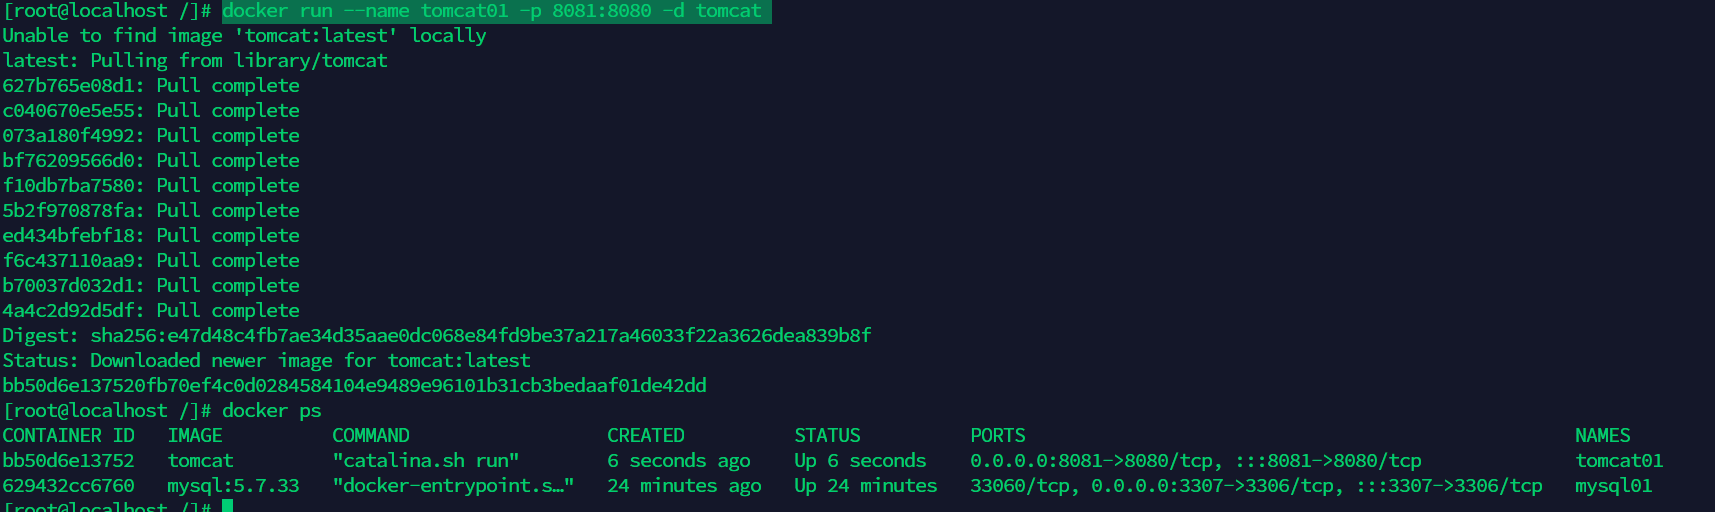 [root@localhost /]# docker run --name tomcat01 -p 8081:8080 -d tomcat
Unable to find image 'tomcat:latest' locally
latest: Pulling from library/tomcat
627b765e08d1: Pull complete
c040670e5e55: Pull complete
073a180f4992: Pull complete
bf76209566d0: Pull complete
f10db7ba7580: Pull complete
5b2f970878fa: Pull complete
ed434bfebf18: Pull complete
f6c437110aa9: Pull complete
b70037d032d1: Pull complete
4a4c2d92d5df: Pull complete
Digest: sha256:e47d48c4fb7ae34d35aae0dc068e84fd9be37a217a46033f22a3626dea839b8f
Status: Downloaded newer image for tomcat:latest
bb50d6e137520fb70ef4c0d0284584104e9489e96101b31cb3bedaaf01de42dd
[root@localhost /]# docker ps
CONTAINER ID   IMAGE          COMMAND                  CREATED          STATUS          PORTS                                                  NAMES
bb50d6e13752   tomcat         "catalina.sh run"        6 seconds ago    Up 6 seconds    0.0.0.0:8081->8080/tcp, :::8081->8080/tcp              tomcat01
629432cc6760   mysql:5.7.33   "docker-entrypoint.s…"   24 minutes ago   Up 24 minutes   33060/tcp, 0.0.0.0:3307->3306/tcp, :::3307->3306/tcp   mysql01
[root@localhost /]#